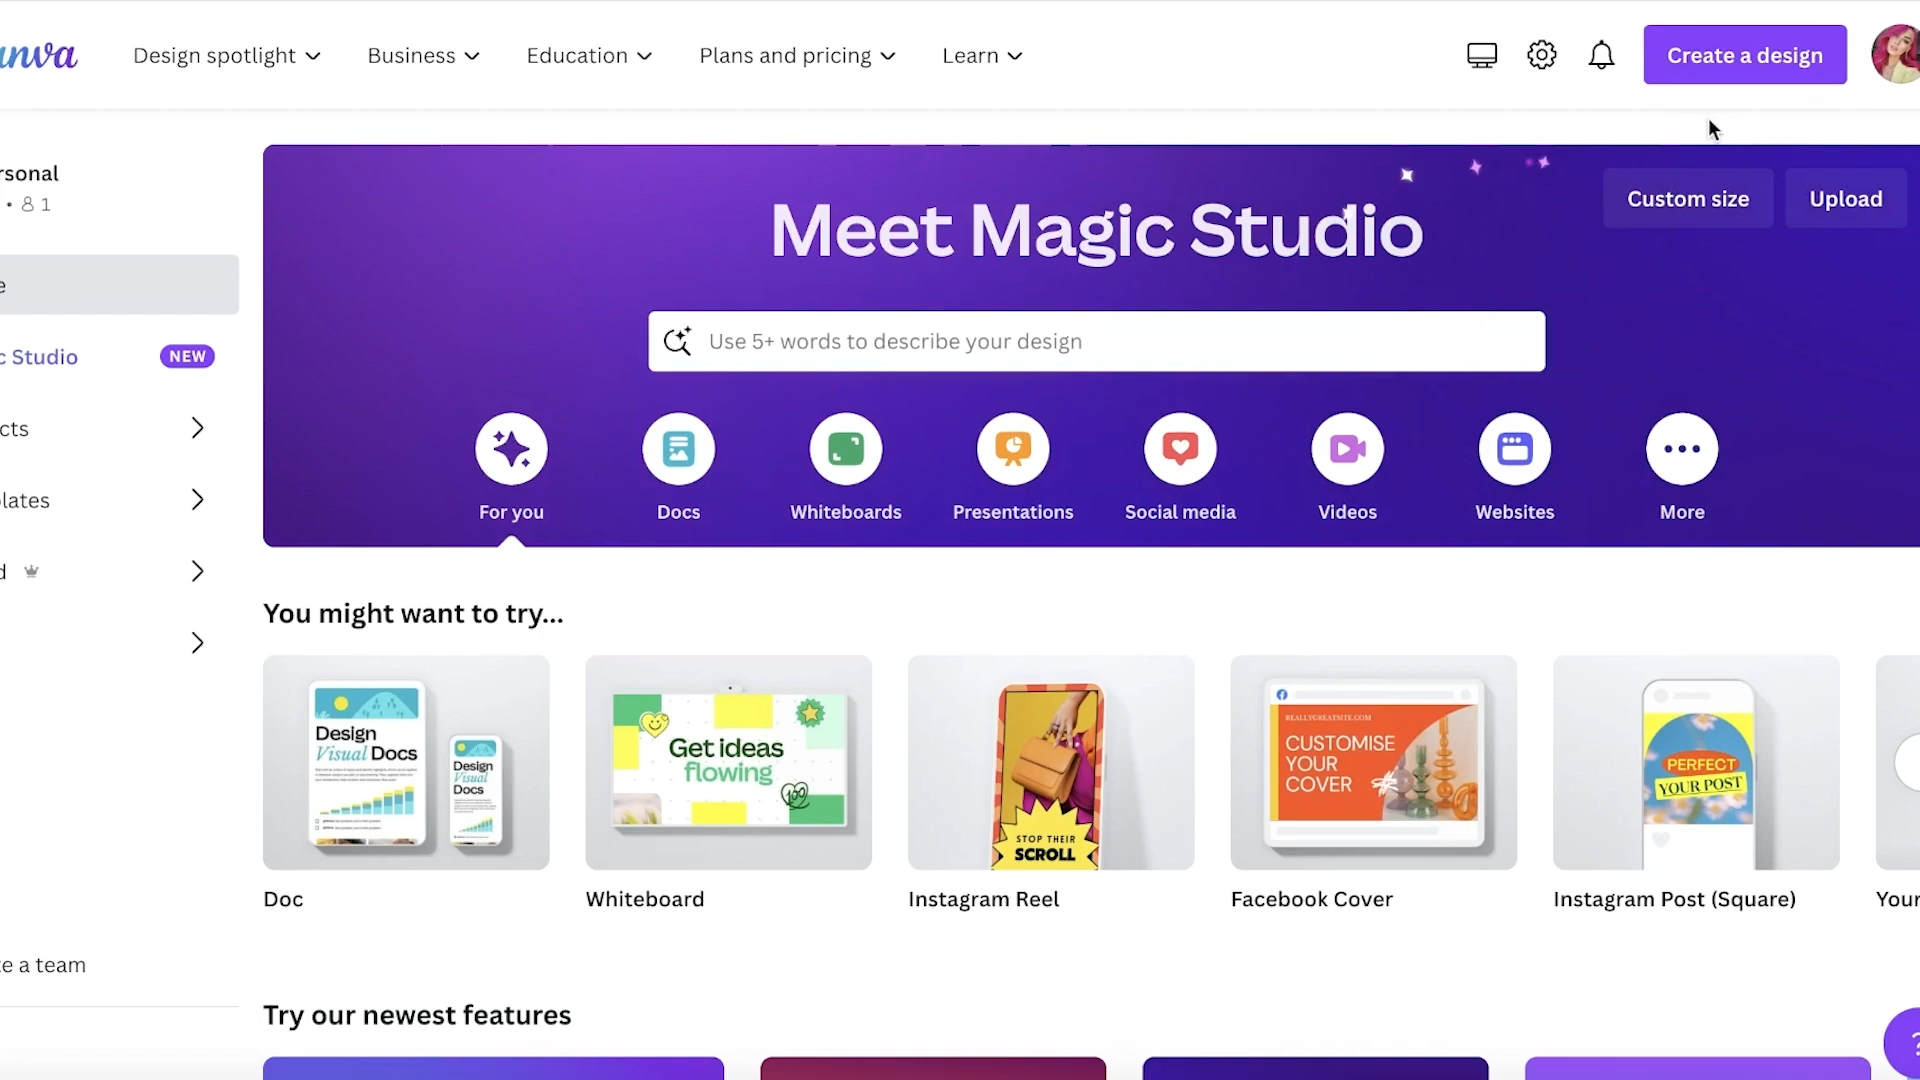 anva
Design spotlight
Business
Education
Plans and pricing
Learn
Create a design
rsonal
• 1
e
c Studio
NEW
cts
lates
d
e a team
Meet Magic Studio
Custom size
Upload
Use 5+ words to describe your design
For you
Docs
Whiteboards
Presentations
Social media
Videos
Websites
More
You might want to try...
Design
Visual Docs
Design
Visual
Docs
Get ideas
flowing
100
STOP THEIR
SCROLL
REALLYGREATSITE.COM
CUSTOMISE
YOUR
COVER
PERFECT
YOUR POST
Doc
Whiteboard
Instagram Reel
Facebook Cover
Instagram Post (Square)
Your
Try our newest features
?